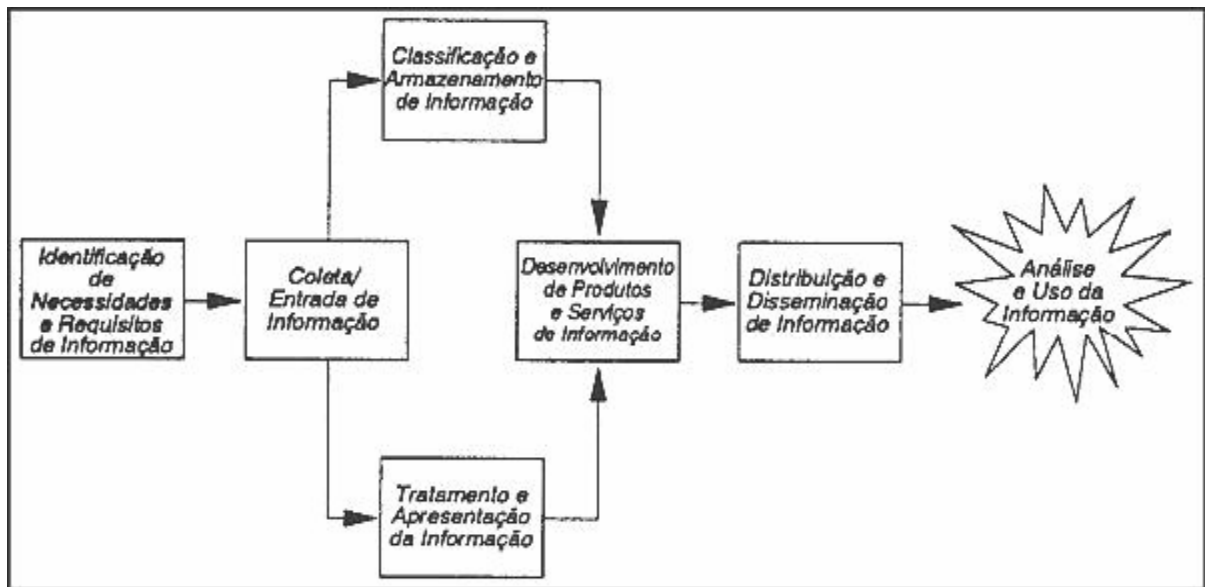 Identificação
de
Necessidades
e Requisitos
de Informação
Coleta/
Entrada de
Informação
Classificação e
Armazenamento
de Informação
Tratamento e
Apresentação
da Informação
Desenvolvimento
de Produtos
e Serviços
de Informação
Distribuição e
Disseminação
de Informação
Análise
e Uso da
Informação